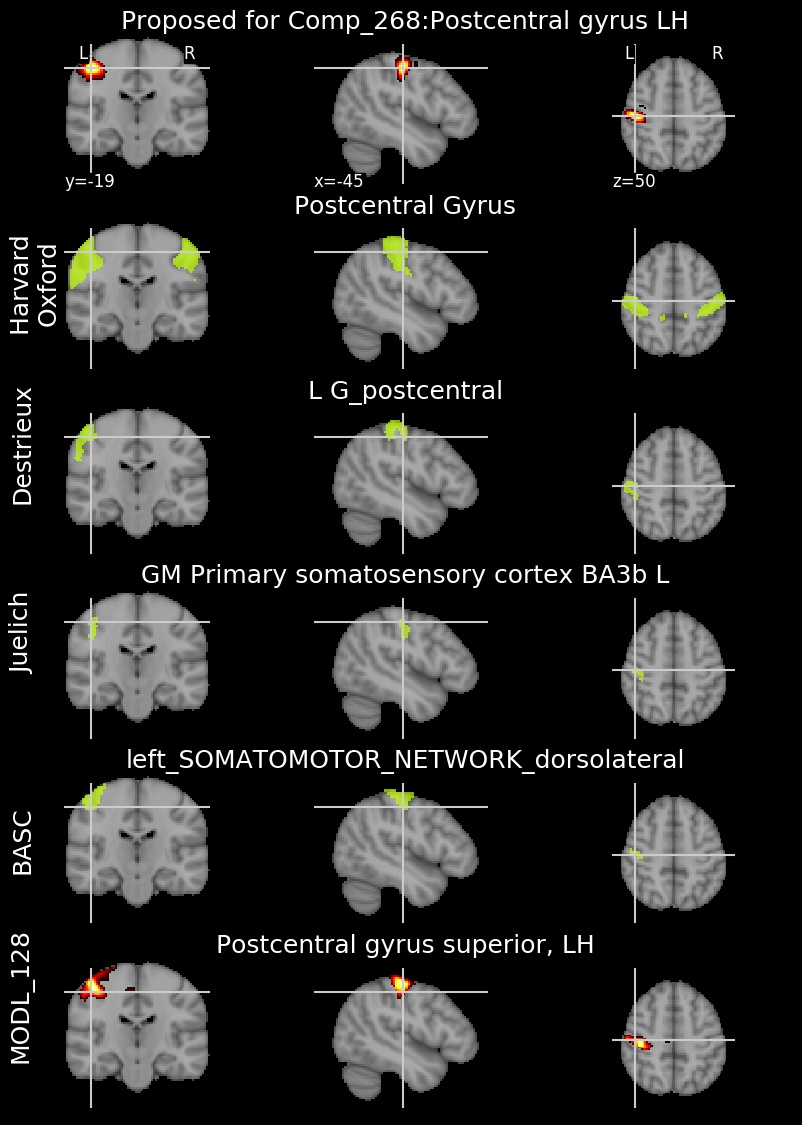 Proposed for Comp_268:Postcentral gyrus LH
L R
L R
y=-19 x=-45 z=50
Postcentral Gyrus
Harvard
Oxford
L G_postcentral
Destrieux
GM Primary somatosensory cortex BA3b L
Juelich
left_SOMATOMOTOR_NETWORK_dorsolateral
BASC
Postcentral gyrus superior, LH
MODL_128